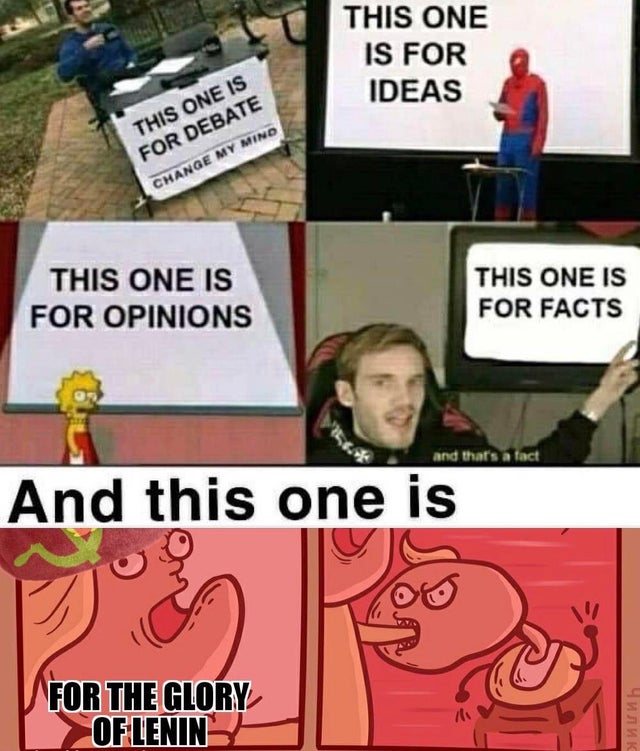 THIS ONE IS
FOR DEBATE
CHANGE MY MIND
THIS ONE
IS FOR
IDEAS
THIS ONE IS
FOR OPINIONS
THIS ONE IS
FOR FACTS
and that's a fact
And this one is
FOR THE GLORY
OF LENIN